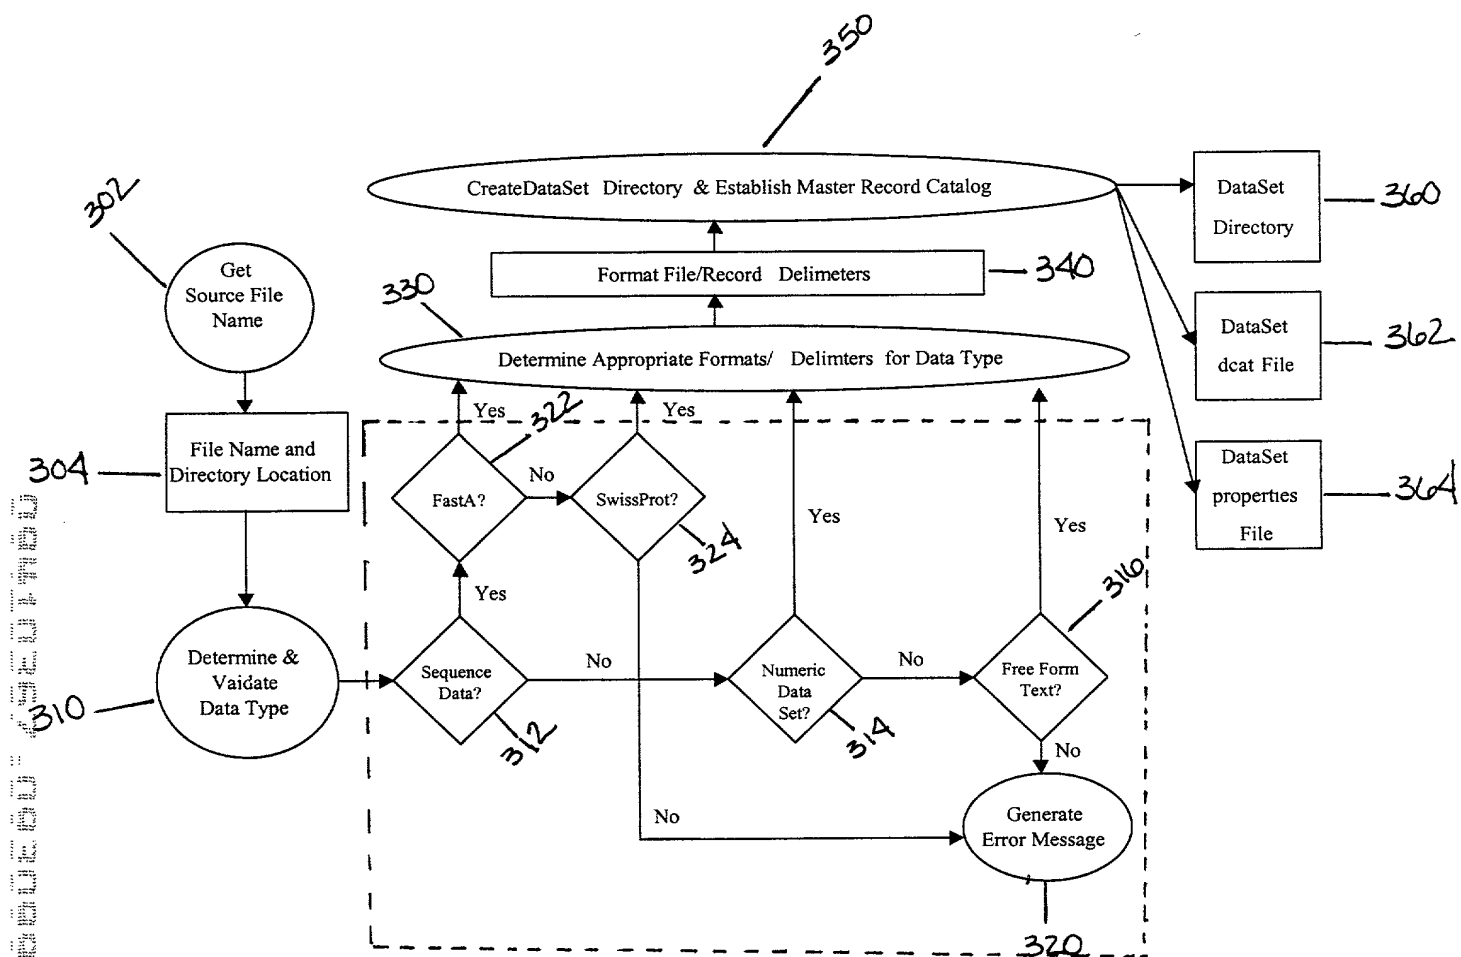 350
302
CreateDataSet Directory & Establish Master Record Catalog
DataSet
Directory
360
Get
Source File
Name
Format File/Record Delimeters
340
330
DataSet
dcat File
362
Determine Appropriate Formats/ Delimters for Data Type
Yes
322
Yes
File Name and
Directory Location
304
FastA?
No
SwissProt?
324
Yes
Yes
DataSet
properties
File
364
Yes
316
Determine &
Vaidate
Data Type
310
Sequence
Data?
312
No
Numeric
Data
Set?
314
No
Free Form
Text?
No
No
Generate
Error Message
320